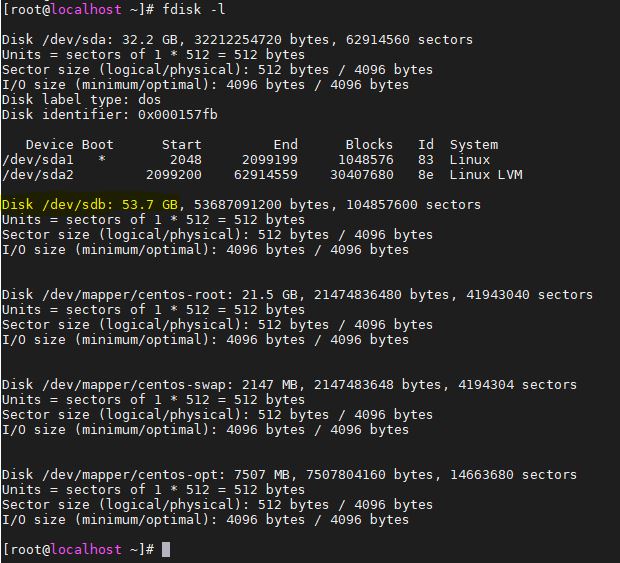 [root@localhost ~]# fdisk -l
Disk /dev/sda: 32.2 GB, 32212254720 bytes, 62914560 sectors
Units = sectors of 1 * 512 = 512 bytes
Sector size (logical/physical): 512 bytes / 4096 bytes
I/O size (minimum/optimal): 4096 bytes / 4096 bytes
Disk label type: dos
Disk identifier: 0x000157fb
Device Boot Start End Blocks Id System
/dev/sda1 * 2048 2099199 1048576 83 Linux
/dev/sda2 2099200 62914559 30407680 8e Linux LVM
Disk /dev/sdb: 53.7 GB, 53687091200 bytes, 104857600 sectors
Units = sectors of 1 * 512 = 512 bytes
Sector size (logical/physical): 512 bytes / 4096 bytes
I/O size (minimum/optimal): 4096 bytes / 4096 bytes
Disk /dev/mapper/centos-root: 21.5 GB, 21474836480 bytes, 41943040 sectors
Units = sectors of 1 * 512 = 512 bytes
Sector size (logical/physical): 512 bytes / 4096 bytes
I/O size (minimum/optimal): 4096 bytes / 4096 bytes
Disk /dev/mapper/centos-swap: 2147 MB, 2147483648 bytes, 4194304 sectors
Units = sectors of 1 * 512 = 512 bytes
Sector size (logical/physical): 512 bytes / 4096 bytes
I/O size (minimum/optimal): 4096 bytes / 4096 bytes
Disk /dev/mapper/centos-opt: 7507 MB, 7507804160 bytes, 14663680 sectors
Units = sectors of 1 * 512 = 512 bytes
Sector size (logical/physical): 512 bytes / 4096 bytes
I/O size (minimum/optimal): 4096 bytes / 4096 bytes
[root@localhost ~]#